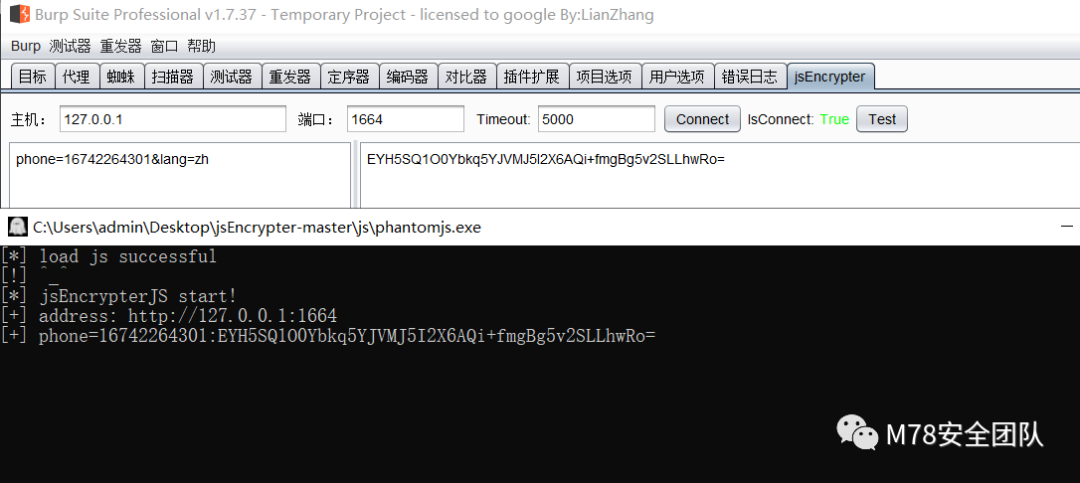 Burp Suite Professional v1.7.37 - Temporary Project - licensed to google By:LianZhang
Burp 测试器 重发器 窗口 帮助
目标 代理 蜘蛛 扫描器 测试器 重发器 定序器 编码器 对比器 插件扩展 项目选项 用户选项 错误日志 jsEncrypter
主机: 127.0.0.1 端口: 1664 Timeout: 5000 Connect IsConnect: True Test
phone=16742264301&lang=zh EYH5SQ1O0Ybkq5YJVMJ5I2X6AQi+fmgBg5v2SLLhwRo=
C:\Users\admin\Desktop\jsEncrypter-master\js\phantomjs.exe
[*] load js successful
[!] ^_^
[*] jsEncrypterJS start!
[+] address: http://127.0.0.1:1664
[+] phone=16742264301:EYH5SQ1O0Ybkq5YJVMJ5I2X6AQi+fmgBg5v2SLLhwRo=
M78安全团队